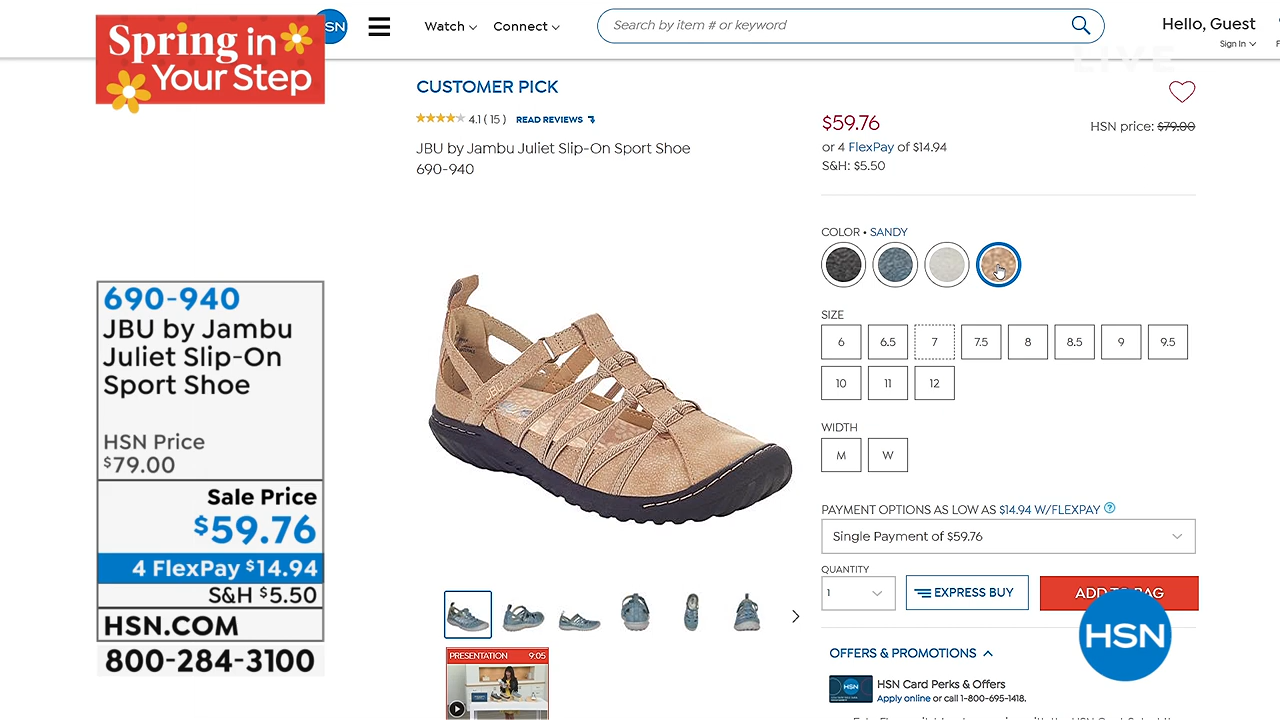 Spring in
Your Step
SN
Watch
Connect
Search by item # or keyword
Hello, Guest
Sign In
LIVE
CUSTOMER PICK
4.1 ( 15 ) READ REVIEWS
JBU by Jambu Juliet Slip-On Sport Shoe
690-940
$59.76
HSN price: $79.00
or 4 FlexPay of $14.94
S&H: $5.50
COLOR • SANDY
SIZE
6 6.5 7 7.5 8 8.5 9 9.5
10 11 12
WIDTH
M W
PAYMENT OPTIONS AS LOW AS $14.94 W/FLEXPAY ?
Single Payment of $59.76
QUANTITY
1
EXPRESS BUY
ADD TO BAG
HSN
OFFERS & PROMOTIONS
HSN
HSN Card Perks & Offers
Apply online or call 1-800-695-1418.
PRESENTATION 9:05
690-940
JBU by Jambu
Juliet Slip-On
Sport Shoe
HSN Price
$79.00
Sale Price
$59.76
4 FlexPay $14.94
S&H $5.50
HSN.COM
800-284-3100